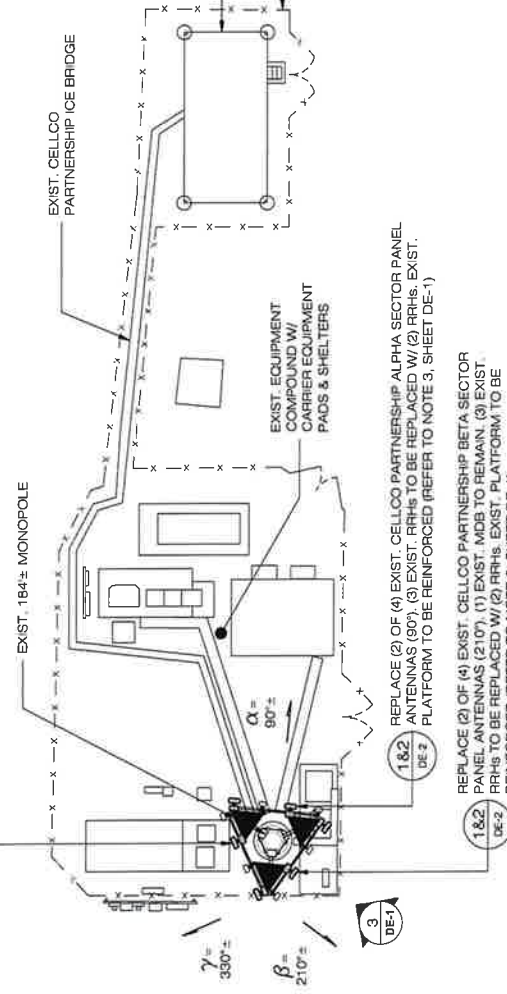 EXIST. CELLCO
PARTNERSHIP ICE BRIDGE
EXIST. 184'± MONOPOLE
EXIST. EQUIPMENT
COMPOUND W/
CARRIER EQUIPMENT
PADS & SHELTERS
α=
90°±
γ=
330°±
β=
210°±
3
DE-1
1&2
DE-2
REPLACE (2) OF (4) EXIST. CELLCO PARTNERSHIP ALPHA SECTOR PANEL
ANTENNAS (90°). (3) EXIST. RRHs TO BE REPLACED W/ (2) RRHs. EXIST.
PLATFORM TO BE REINFORCED (REFER TO NOTE 3, SHEET DE-1)
1&2
DE-2
REPLACE (2) OF (4) EXIST. CELLCO PARTNERSHIP BETA SECTOR
PANEL ANTENNAS (210°). (1) EXIST. MDB TO REMAIN. (3) EXIST.
RRHs TO BE REPLACED W/ (2) RRHs. EXIST. PLATFORM TO BE